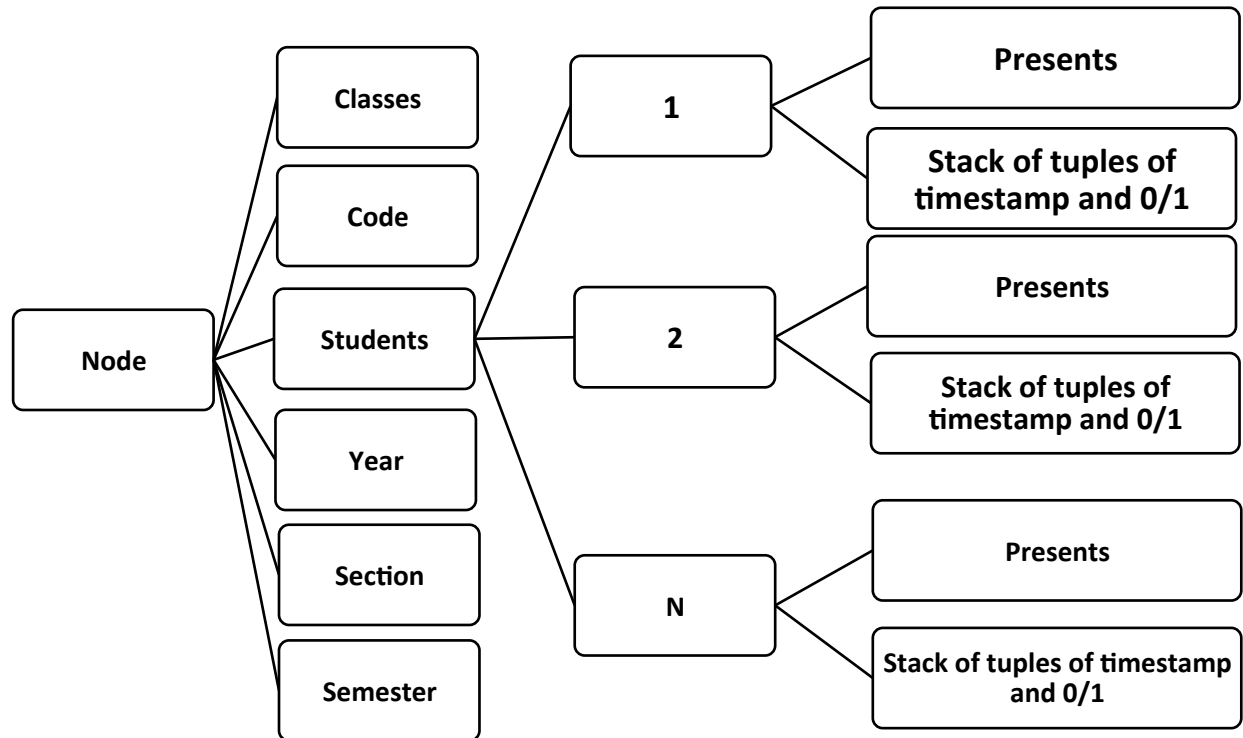 Node
Classes
Code
Students
Year
Section
Semester
1
2
N
Presents
Stack of tuples of
timestamp and 0/1
Presents
Stack of tuples of
timestamp and 0/1
Presents
Stack of tuples of timestamp
and 0/1